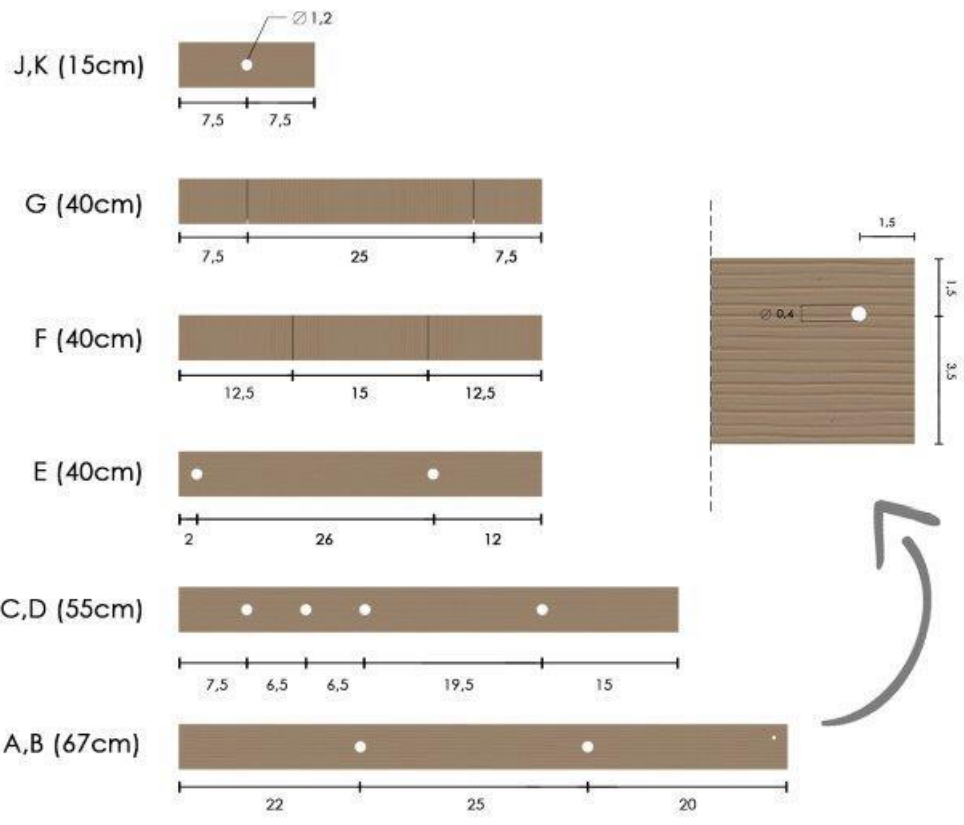 ∅ 1,2
J,K (15cm)
7,5 7,5
G (40cm)
7,5 25 7,5
1,5
1,5
∅ 0,4
3,5
F (40cm)
12,5 15 12,5
E (40cm)
2 26 12
C,D (55cm)
7,5 6,5 6,5 19,5 15
A,B (67cm)
22 25 20